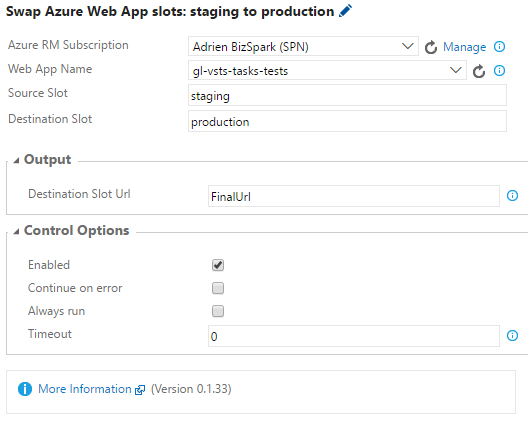 Swap Azure Web App slots: staging to production
Azure RM Subscription Adrien BizSpark (SPN) Manage
Web App Name gl-vsts-tasks-tests
Source Slot staging
Destination Slot production
Output
Destination Slot Url FinalUrl
Control Options
Enabled
Continue on error
Always run
Timeout 0
More Information (Version 0.1.33)